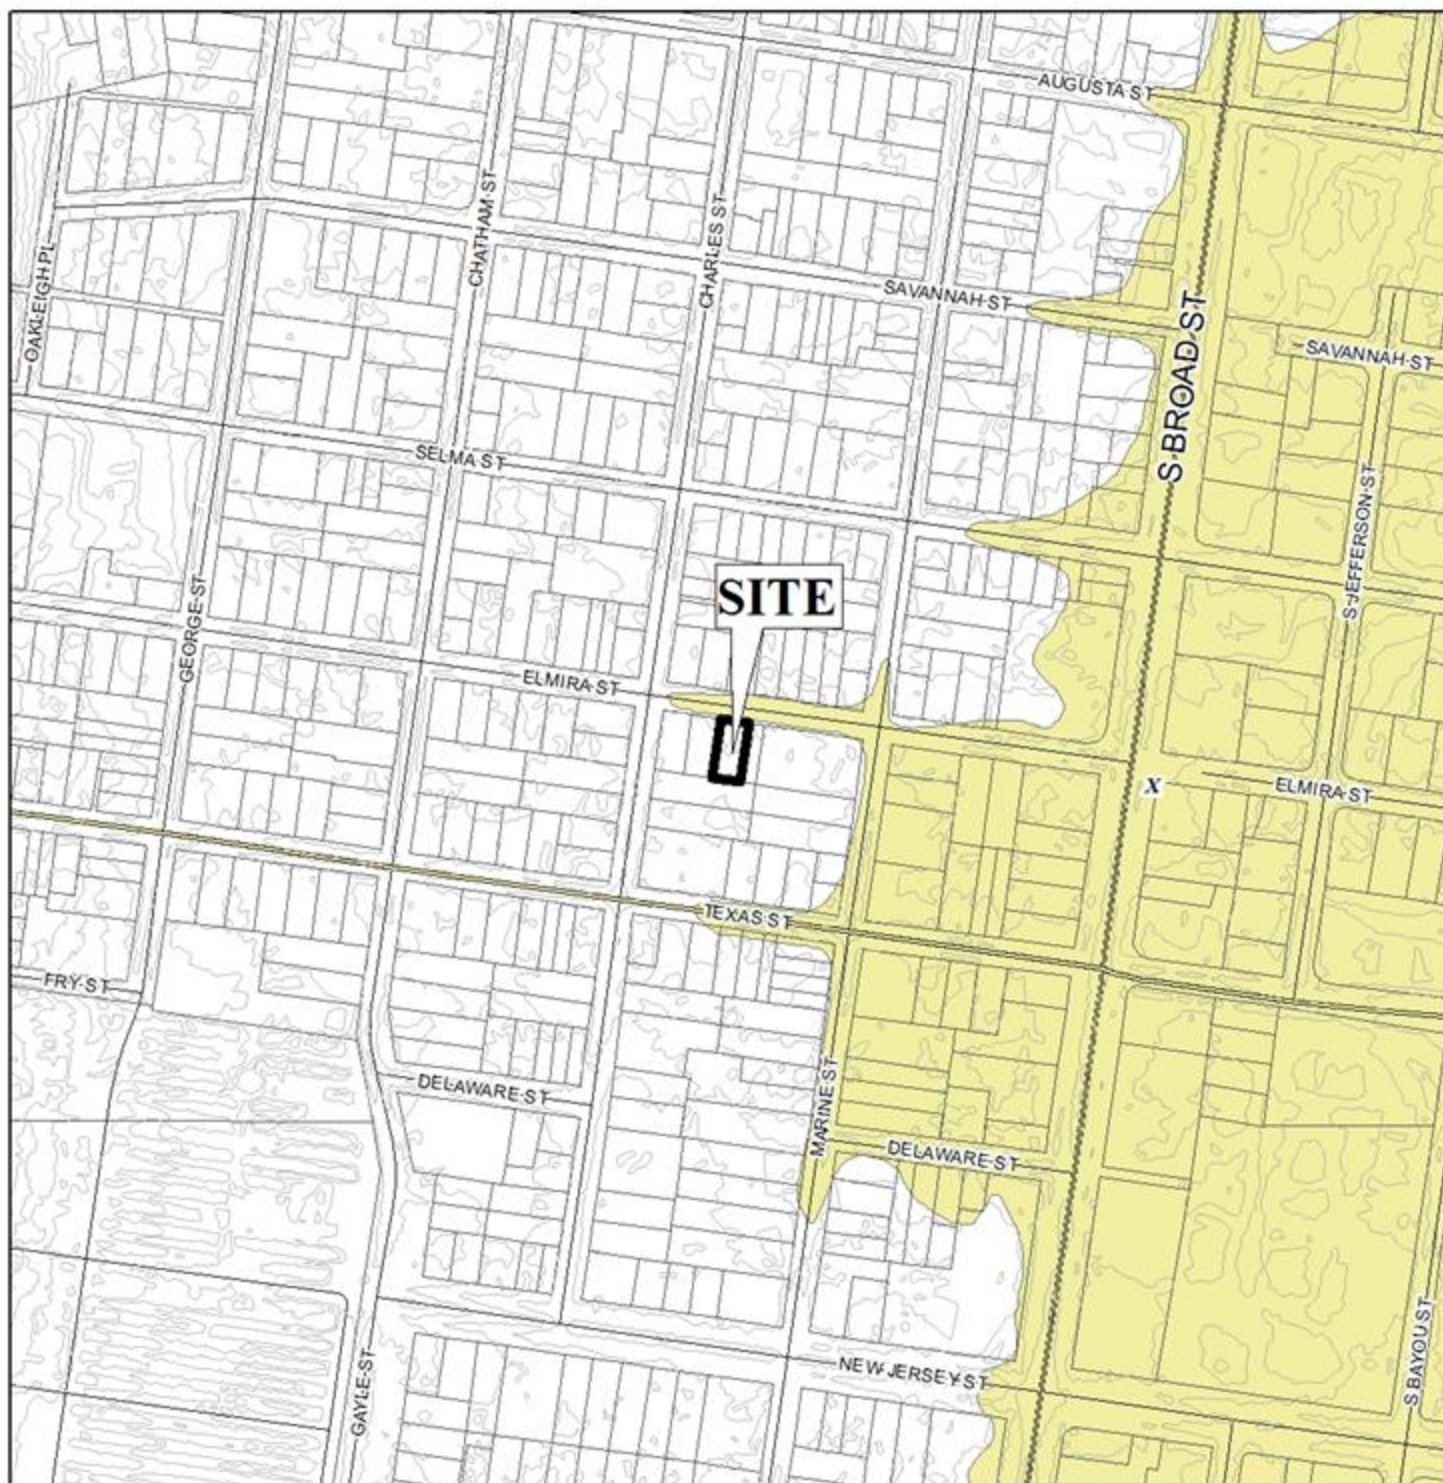 AUGUSTA ST
CHATHAM ST
CHARLES ST
OAKLEIGH PL
SAVANNAH ST
S BROAD ST
SAVANNAH ST
SELMA ST
S JEFFERSON ST
SITE
GEORGE ST
ELMIRA ST
X
ELMIRA ST
TEXAS ST
FRY ST
DELAWARE ST
MARINE ST
DELAWARE ST
NEW JERSEY ST
GAYLE ST
S BAYOU ST